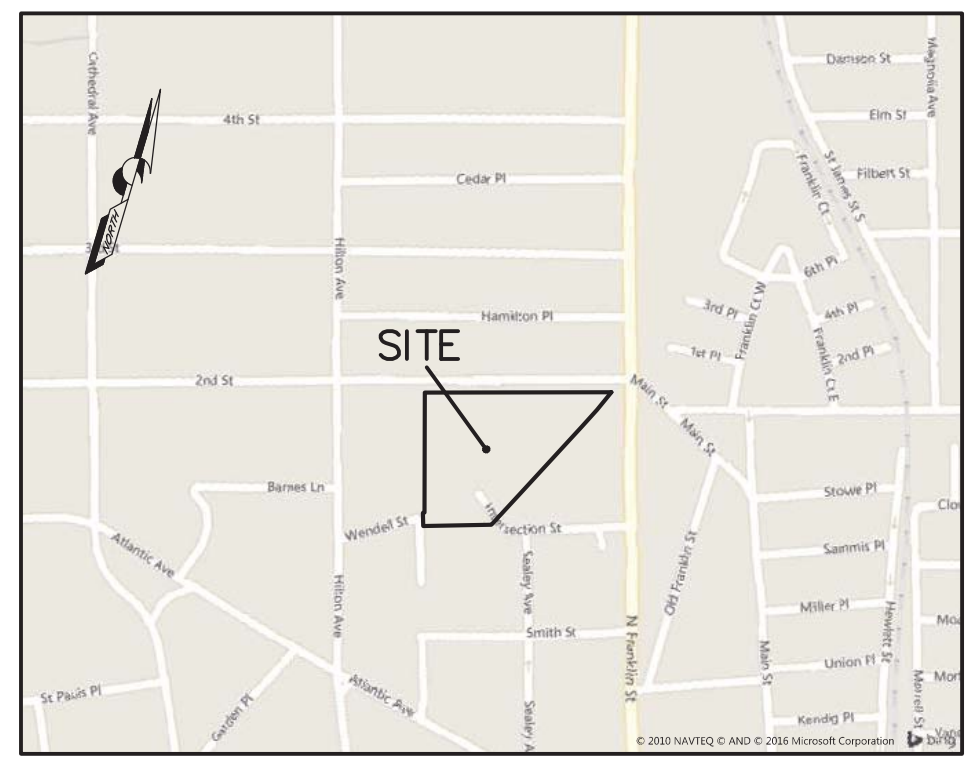 Cathedral Ave
Damson St
Magnolia Ave
4th St
Elm St
Cedar Pl
St James St S
Franklin Ct
Filbert St
NORTH
Hilton Ave
6th Pl
3rd Pl
Franklin Ct W
4th Pl
Hamilton Pl
SITE
1st Pl
Franklin Ct E
2nd Pl
2nd St
Main St
Main St
Barnes Ln
Stowe Pl
Wendell St
Intersection St
Atlantic Ave
Sealey Ave
Old Franklin St
Sammis Pl
Hilton Ave
Miller Pl
Hewlett St
Smith St
N Franklin St
Main St
Union Pl
St Pauls Pl
Garden Pl
Atlantic Ave
Sealey A
Morrell St
Mor
Kendig Pl
© 2010 NAVTEQ © AND © 2016 Microsoft Corporation
bing